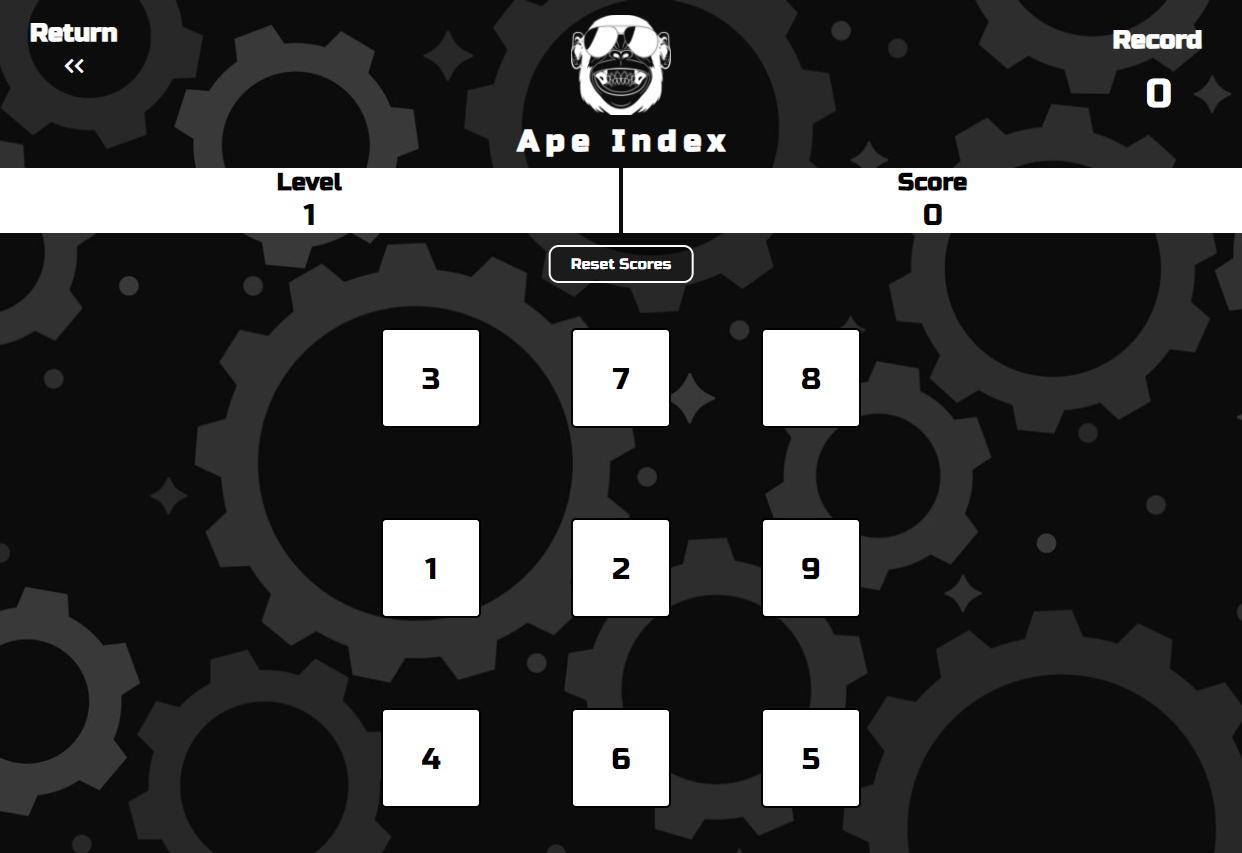 Return
Record
0
Ape Index
Level
1
Score
0
Reset Scores
3 7 8
1 2 9
4 6 5